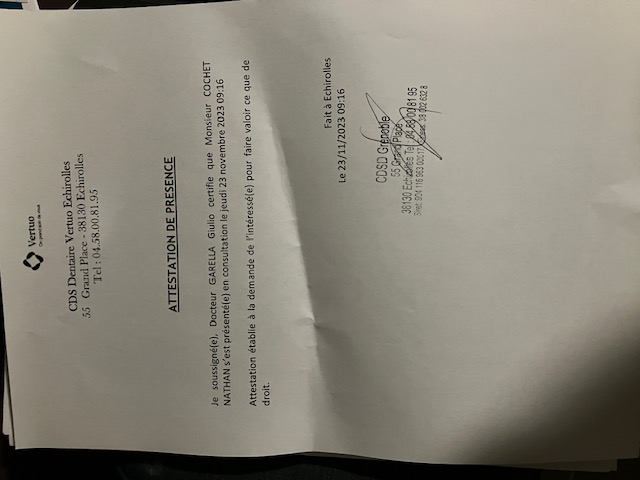 Vertuo
On prend soin de vous
CDS Dentaire Vertuo Echirolles
55 Grand Place - 38130 Echirolles
Tel : 04.58.00.81.95
ATTESTATION DE PRESENCE
Je soussigné(e), Docteur GARELLA Giulio certifie que Monsieur COCHET
NATHAN s'est présenté(e) en consultation le jeudi 23 novembre 2023 09:16
Attestation établie à la demande de l'intéressé(e) pour faire valoir ce que de
droit.
Fait à Echirolles
Le 23/11/2023 09:16
CDSD Grenoble
55 Grand Place
38130 Echirolles Tel : 04 58 00 81 95
Siret: 904 116 963 00017 38 002 632 8